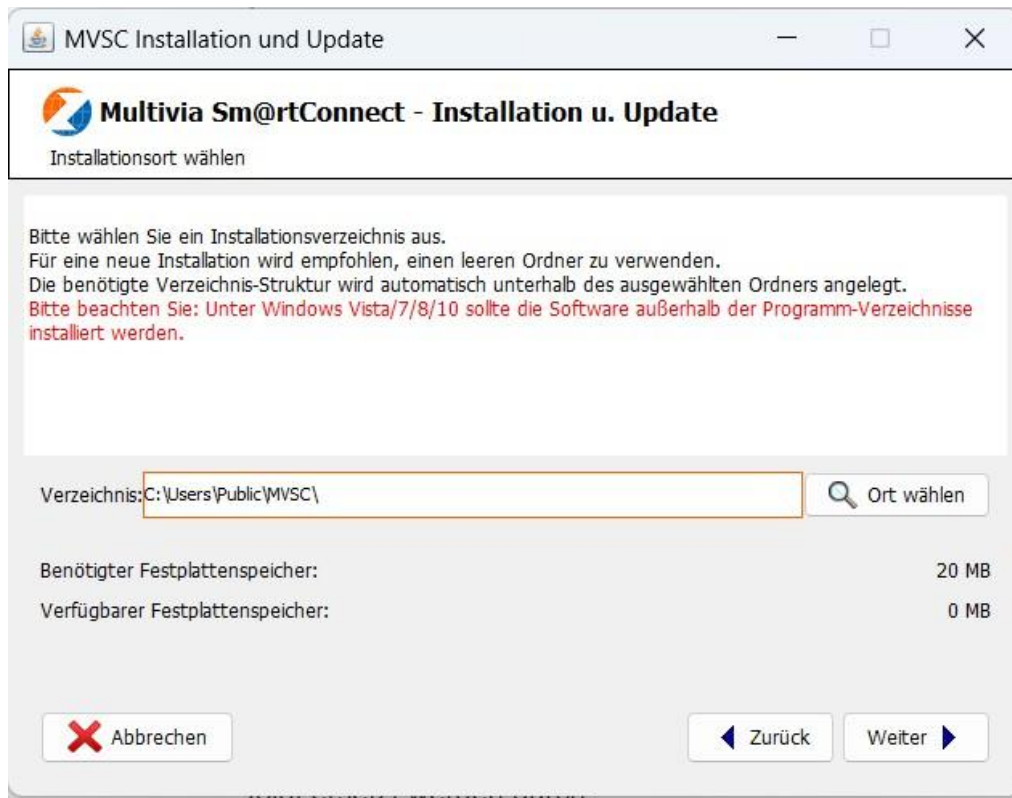 MVSC Installation und Update
Multivia Sm@rtConnect - Installation u. Update
Installationsort wählen
Bitte wählen Sie ein Installationsverzeichnis aus.
Für eine neue Installation wird empfohlen, einen leeren Ordner zu verwenden.
Die benötigte Verzeichnis-Struktur wird automatisch unterhalb des ausgewählten Ordners angelegt.
Bitte beachten Sie: Unter Windows Vista/7/8/10 sollte die Software außerhalb der Programm-Verzeichnisse
installiert werden.
Verzeichnis:C:\Users\Public\MVSC\ Ort wählen
Benötigter Festplattenspeicher: 20 MB
Verfügbarer Festplattenspeicher: 0 MB
Abbrechen Zurück Weiter